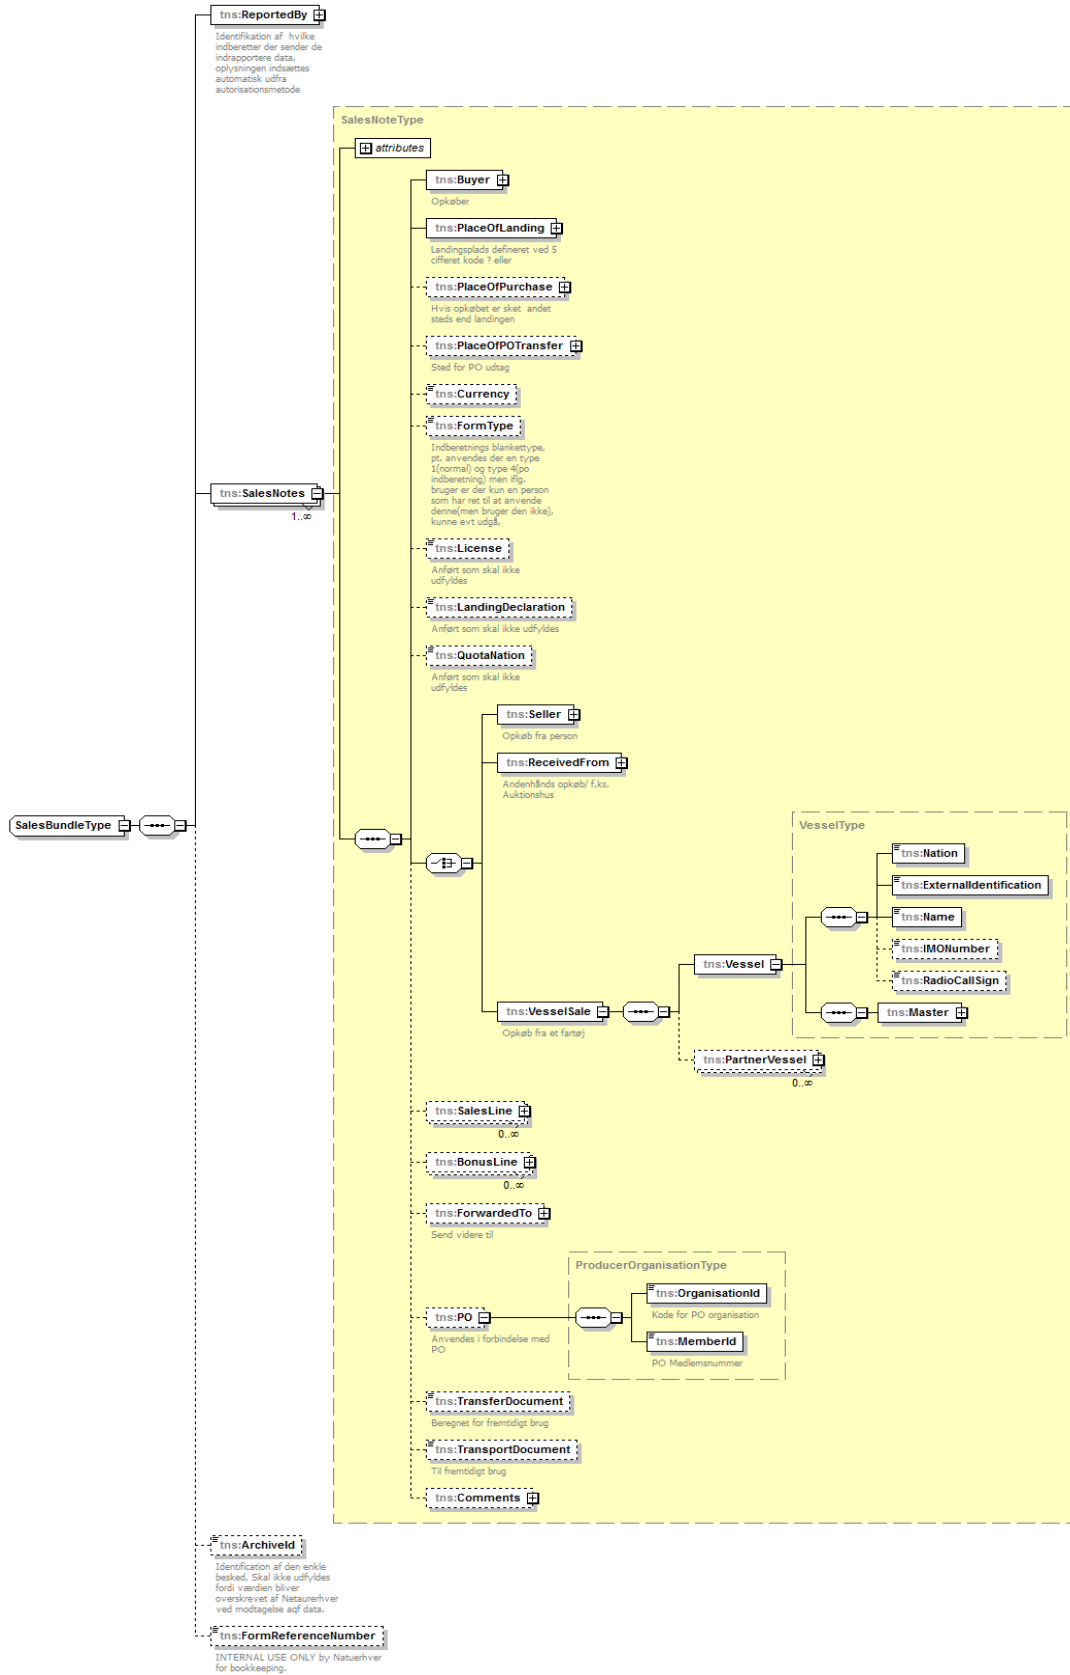 tns:ReportedBy
Identifikation af hvilke
indberetter der sender de
indrapportere data,
oplysningen indsættes
automatisk udfra
autorisationsmetode
SalesNoteType
attributes
tns:Buyer
Opkøber
tns:PlaceOfLanding
Landingsplads defineret ved 5
cifferet kode ? eller
tns:PlaceOfPurchase
Hvis opkøbet er sket andet
steds end landingen
tns:PlaceOfPOTransfer
Sted for PO udtag
tns:Currency
tns:FormType
Indberetnings blankettype,
pt. anvendes der en type
1(normal) og type 4(po
indberetning) men iflg.
bruger er der kun en person
som har ret til at anvende
denne(men bruger den ikke),
kunne evt udgå,
tns:SalesNotes
1..∞
tns:License
Anført som skal ikke
udfyldes
tns:LandingDeclaration
Anført som skal ikke udfyldes
tns:QuotaNation
Anført som skal ikke
udfyldes
tns:Seller
Opkøb fra person
tns:ReceivedFrom
Andenhånds opkøb/ f.ks.
Auktionshus
SalesBundleType
VesselType
tns:Nation
tns:ExternalIdentification
tns:Name
tns:IMONumber
tns:RadioCallSign
tns:Vessel
tns:Master
tns:VesselSale
Opkøb fra et fartøj
tns:PartnerVessel
0..∞
tns:SalesLine
0..∞
tns:BonusLine
0..∞
tns:ForwardedTo
Send videre til
ProducerOrganisationType
tns:OrganisationId
Kode for PO organisation
tns:PO
Anvendes i forbindelse med
PO
tns:MemberId
PO Medlemsnummer
tns:TransferDocument
Beregnet for fremtidigt brug
tns:TransportDocument
Til fremtidigt brug
tns:Comments
tns:ArchiveId
Identification af den enkle
besked, Skal ikke udfyldes
fordi værdien bliver
overskrevet af Netaurerhver
ved modtagelse aqf data.
tns:FormReferenceNumber
INTERNAL USE ONLY by Natuerhver
for bookkeeping.